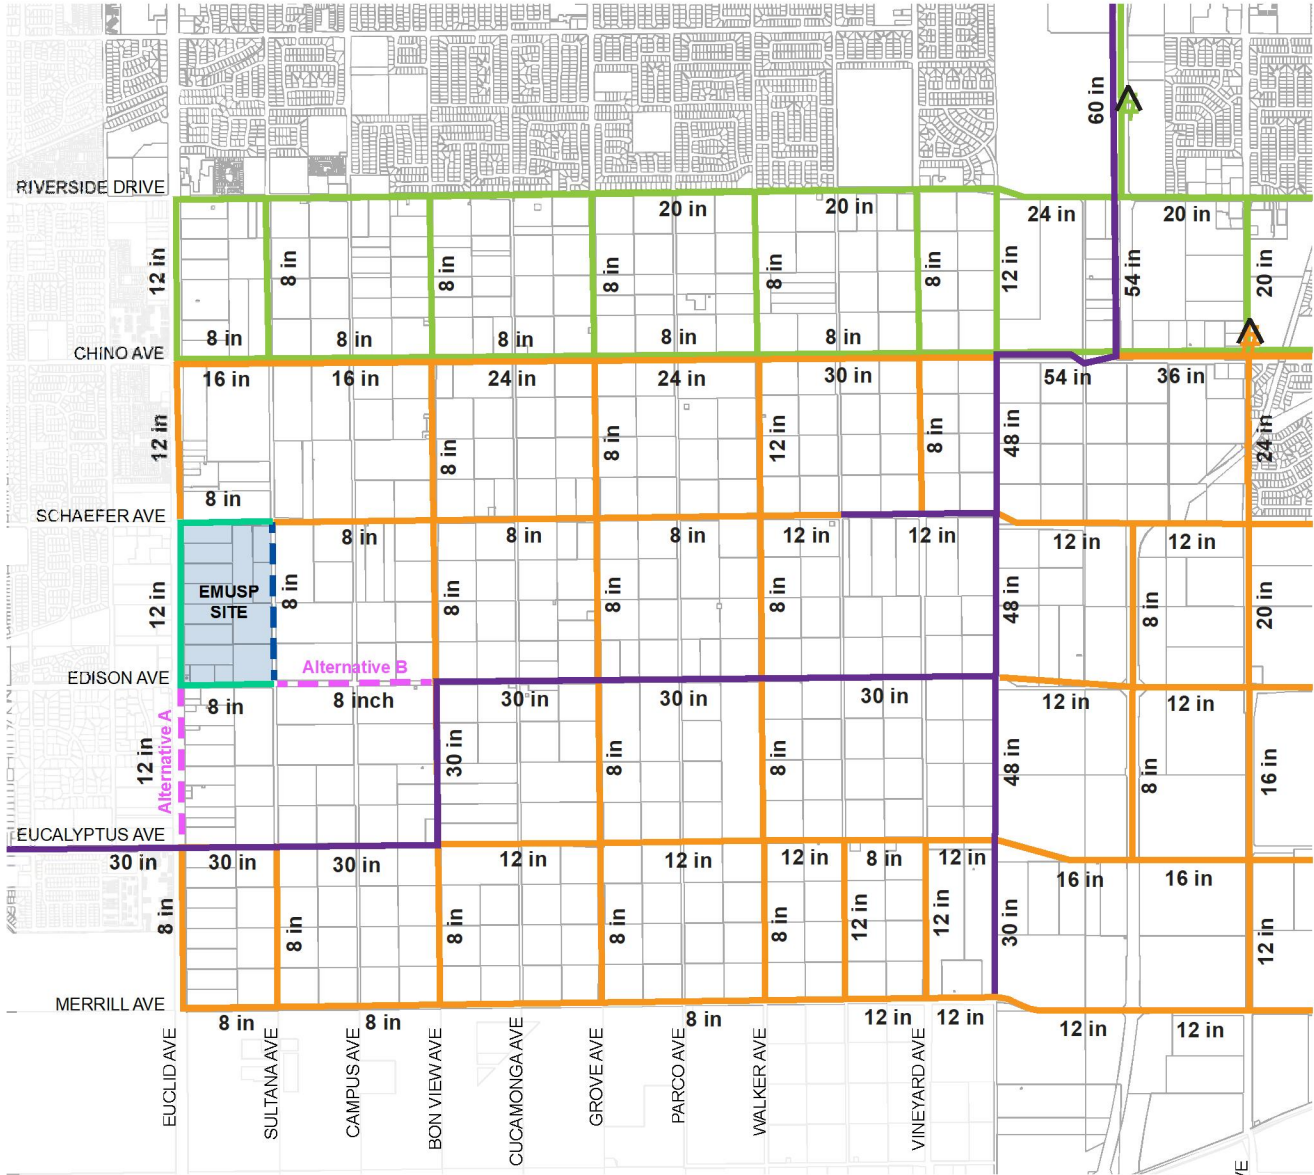 60 in
RIVERSIDE DRIVE
20 in
20 in
24 in
20 in
12 in
8 in
8 in
8 in
8 in
8 in
12 in
54 in
20 in
8 in
8 in
8 in
8 in
8 in
CHINO AVE
16 in
16 in
24 in
24 in
30 in
54 in
36 in
12 in
8 in
8 in
12 in
8 in
48 in
24 in
8 in
SCHAEFER AVE
8 in
8 in
8 in
12 in
12 in
12 in
12 in
12 in
EMUSP
SITE
8 in
8 in
8 in
8 in
48 in
8 in
20 in
Alternative B
EDISON AVE
8 in
8 inch
30 in
30 in
30 in
12 in
12 in
12 in
Alternative A
30 in
8 in
8 in
48 in
8 in
16 in
EUCALYPTUS AVE
30 in
30 in
30 in
12 in
12 in
12 in
8 in
12 in
16 in
16 in
8 in
8 in
8 in
8 in
8 in
12 in
12 in
30 in
12 in
MERRILL AVE
8 in
8 in
8 in
12 in
12 in
12 in
12 in
EUCLID AVE
SULTANA AVE
CAMPUS AVE
BON VIEW AVE
CUCAMONGA AVE
GROVE AVE
PARCO AVE
WALKER AVE
VINEYARD AVE
VE